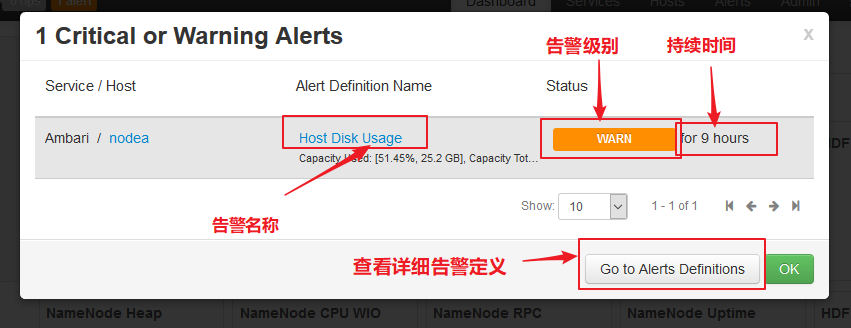 1 alert
Dashboard Services Hosts Alerts Admin
1 Critical or Warning Alerts
x
告警级别
持续时间
Service / Host Alert Definition Name Status
Ambari / nodea Host Disk Usage WARN for 9 hours
Capacity Used: [51.45%, 25.2 GB], Capacity Tot...
HDF
告警名称
Show: 10 1 - 1 of 1
查看详细告警定义
Go to Alerts Definitions OK
NameNode Heap NameNode CPU WIO NameNode RPC NameNode Uptime HDF